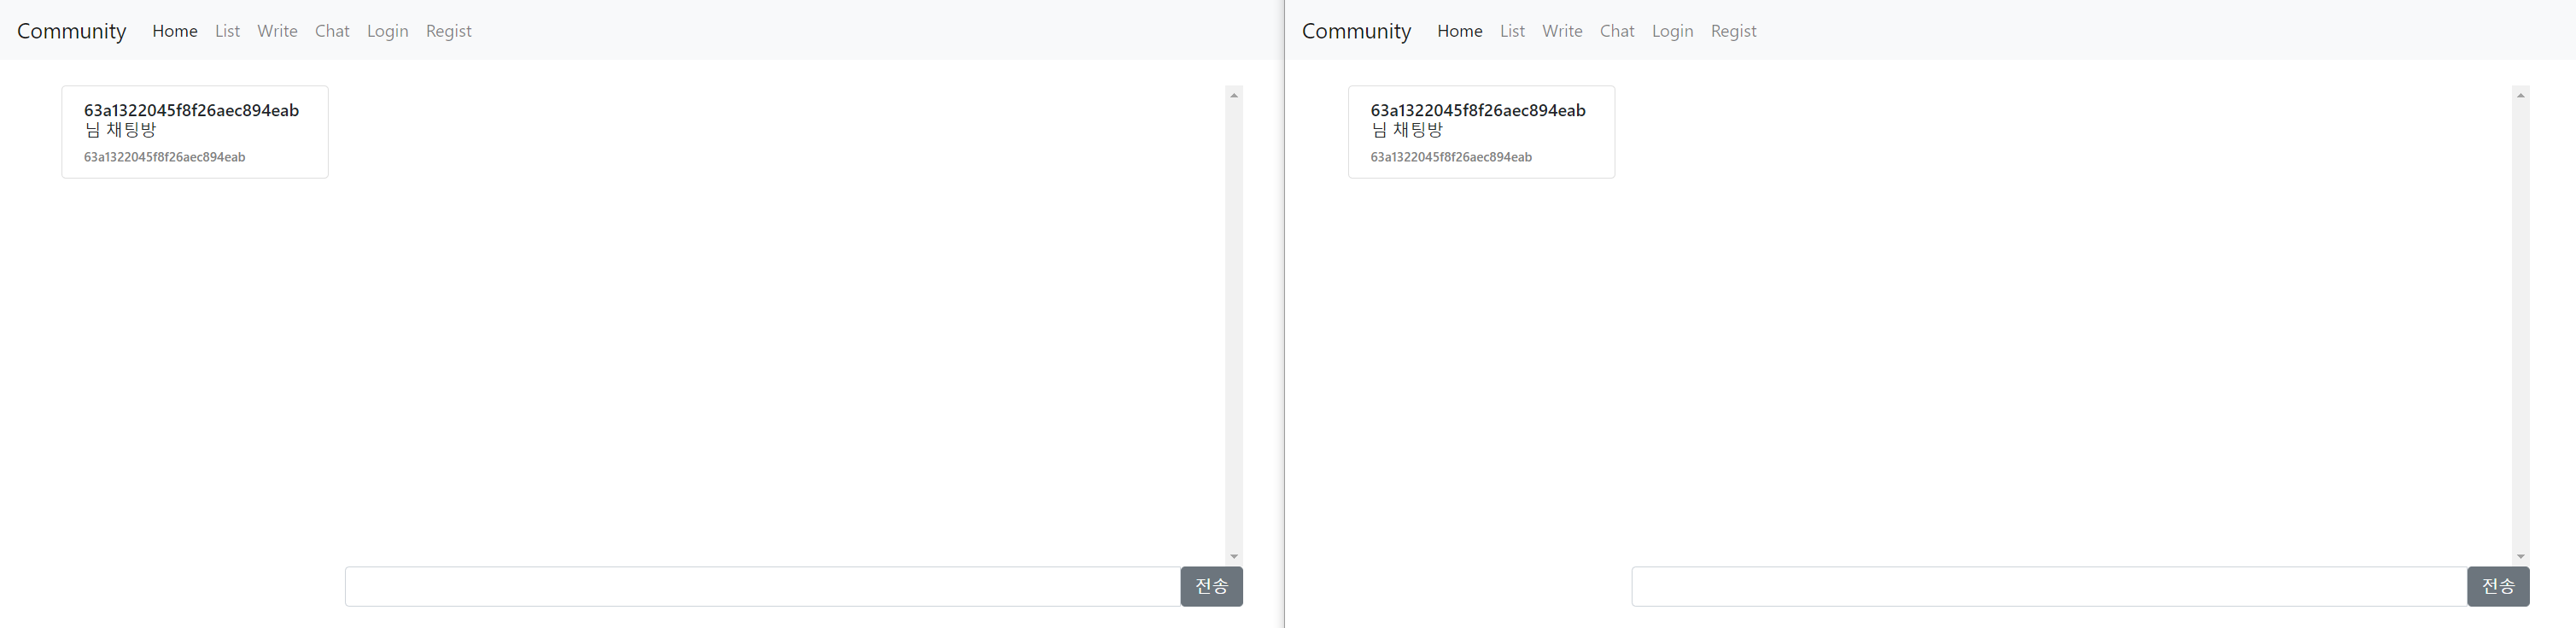 Community Home List Write Chat Login Regist
63a1322045f8f26aec894eab
님 채팅방
63a1322045f8f26aec894eab
전송
Community Home List Write Chat Login Regist
63a1322045f8f26aec894eab
님 채팅방
63a1322045f8f26aec894eab
전송